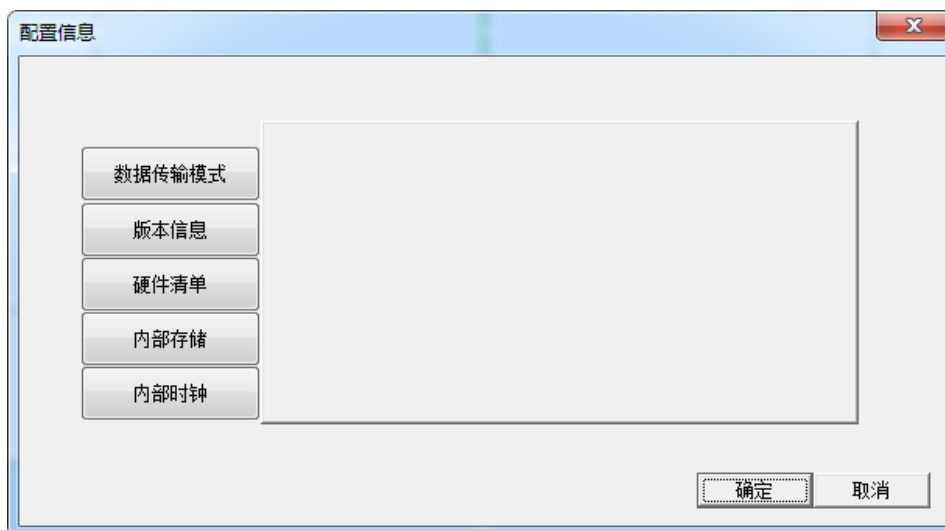 配置信息
数据传输模式
版本信息
硬件清单
内部存储
内部时钟
确定
取消